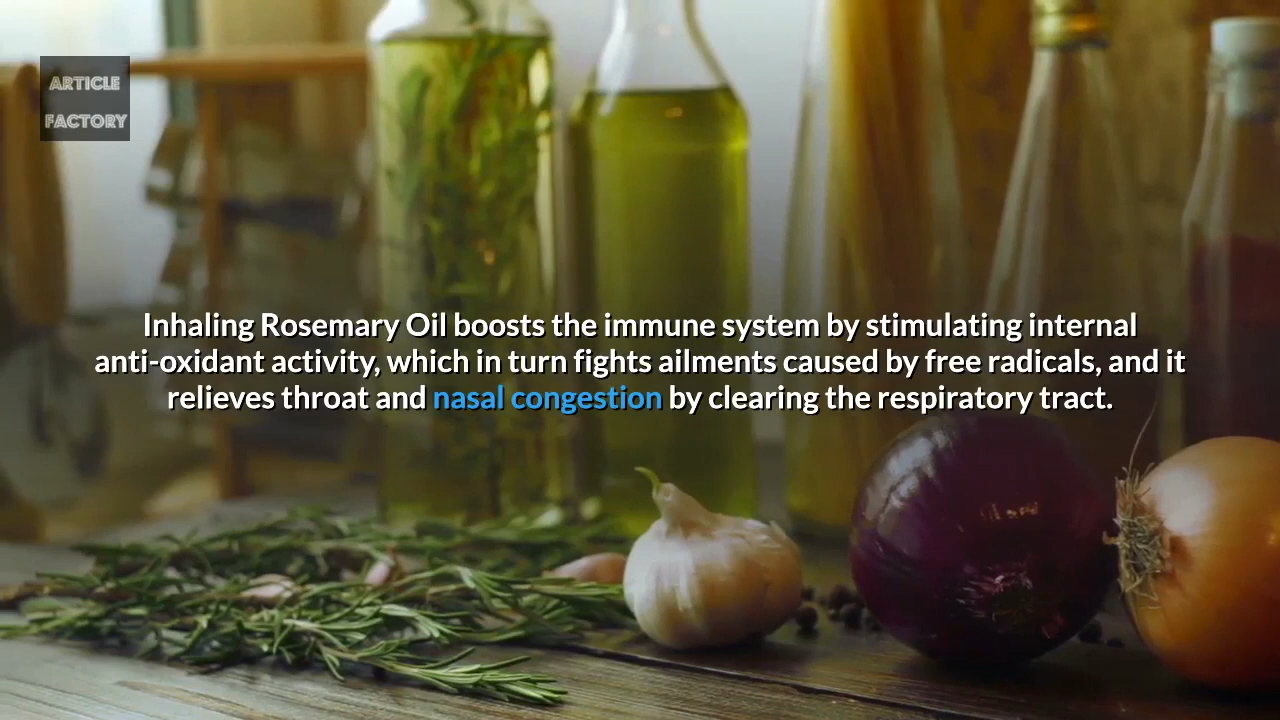 ARTICLE
FACTORY
Inhaling Rosemary Oil boosts the immune system by stimulating internal
anti-oxidant activity, which in turn fights ailments caused by free radicals, and it
relieves throat and nasal congestion by clearing the respiratory tract.